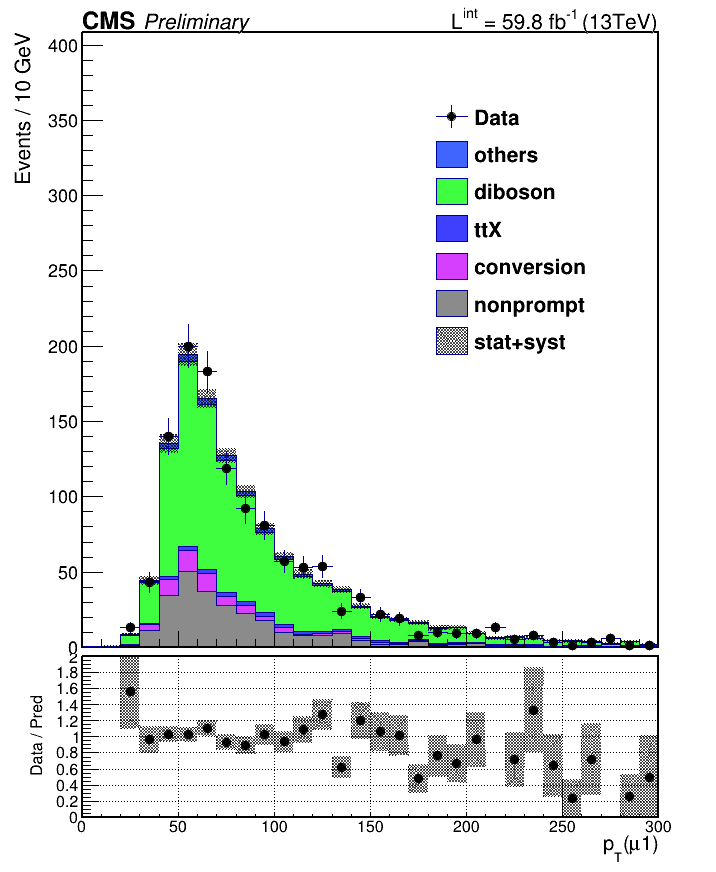 CMS Preliminary L^int = 59.8 fb^-1 (13TeV)
Events / 10 GeV
400
350
300
250
200
150
100
50
0
Data
others
diboson
ttX
conversion
nonprompt
stat+syst
Data / Pred
2
1.8
1.6
1.4
1.2
1
0.8
0.6
0.4
0.2
0
0 50 100 150 200 250 300
p_T(μ1)